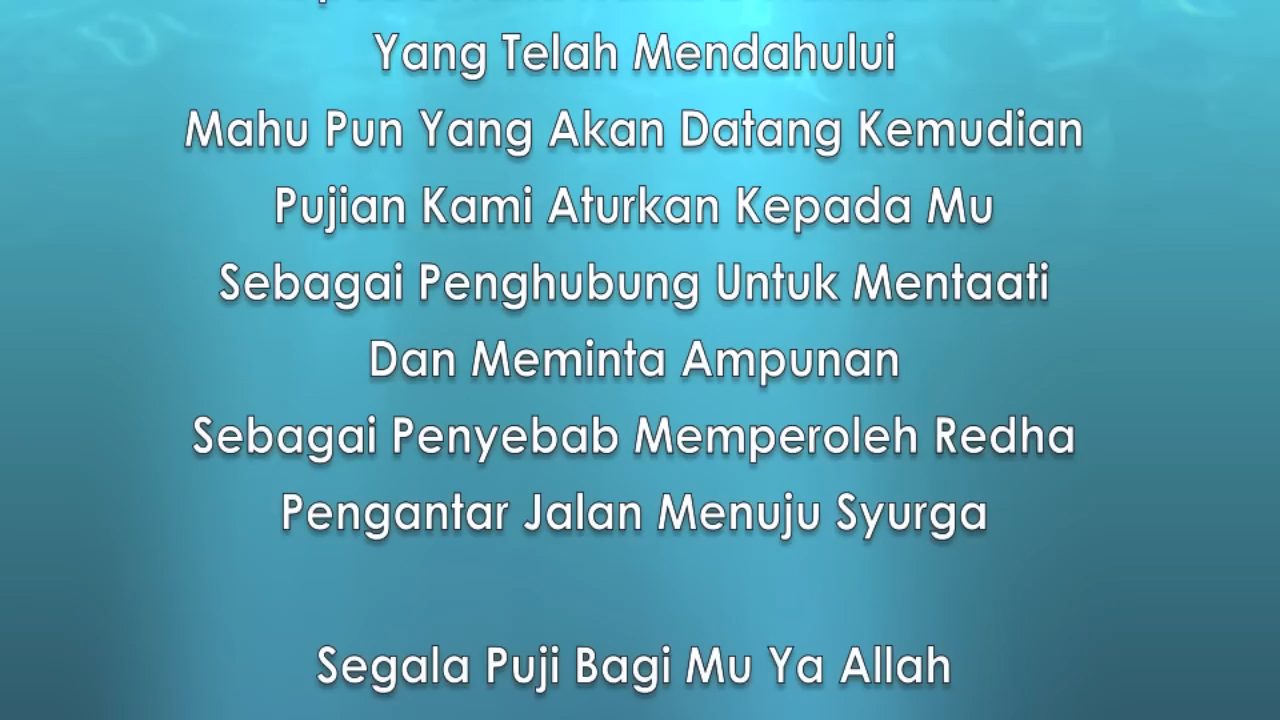 Yang Telah Mendahului
Mahu Pun Yang Akan Datang Kemudian
Pujian Kami Aturkan Kepada Mu
Sebagai Penghubung Untuk Mentaati
Dan Meminta Ampunan
Sebagai Penyebab Memperoleh Redha
Pengantar Jalan Menuju Syurga
Segala Puji Bagi Mu Ya Allah